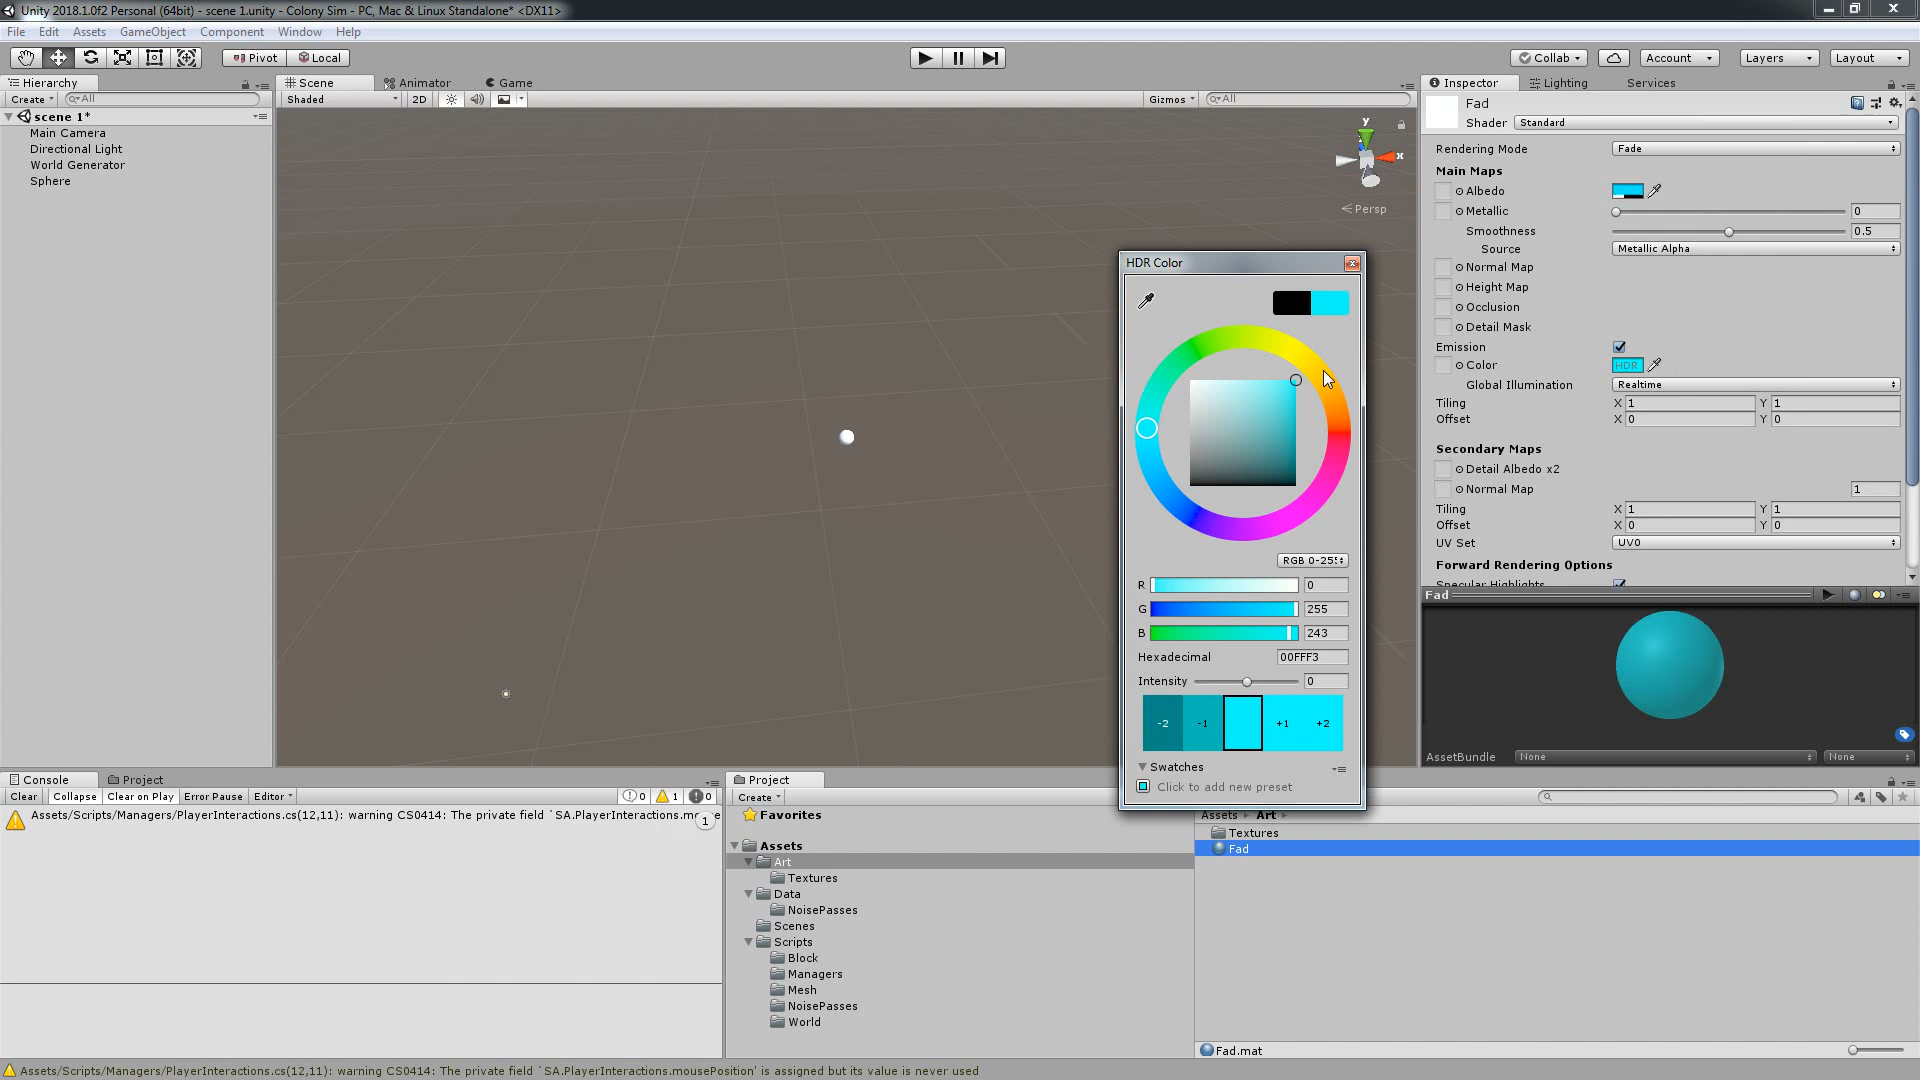 Unity 2018.1.0f2 Personal (64bit) - scene 1.unity - Colony Sim - PC, Mac & Linux Standalone* <DX11>
File Edit Assets GameObject Component Window Help
Pivot Local Collab Account Layers Layout
Hierarchy
Create All
scene 1*
Main Camera
Directional Light
World Generator
Sphere
Scene Animator Game
Shaded 2D Gizmos All
y
x
Persp
HDR Color
RGB 0-255
R 0
G 255
B 243
Hexadecimal 00FFF3
Intensity 0
-2 -1 +1 +2
Swatches
Click to add new preset
Inspector Lighting Services
Fad
Shader Standard
Rendering Mode Fade
Main Maps
Albedo
Metallic 0
Smoothness 0.5
Source Metallic Alpha
Normal Map
Height Map
Occlusion
Detail Mask
Emission
Color HDR
Global Illumination Realtime
Tiling X 1 Y 1
Offset X 0 Y 0
Secondary Maps
Detail Albedo x2
Normal Map 1
Tiling X 1 Y 1
Offset X 0 Y 0
UV Set UV0
Forward Rendering Options
Specular Highlights
Fad
AssetBundle None None
Console Project
Clear Collapse Clear on Play Error Pause Editor 0 1 0
Assets/Scripts/Managers/PlayerInteractions.cs(12,11): warning CS0414: The private field `SA.PlayerInteractions.mo
1
Project
Create
Favorites
Assets
Art
Textures
Data
NoisePasses
Scenes
Scripts
Block
Managers
Mesh
NoisePasses
World
Assets Art
Textures
Fad
Fad.mat
Assets/Scripts/Managers/PlayerInteractions.cs(12,11): warning CS0414: The private field `SA.PlayerInteractions.mousePosition' is assigned but its value is never used